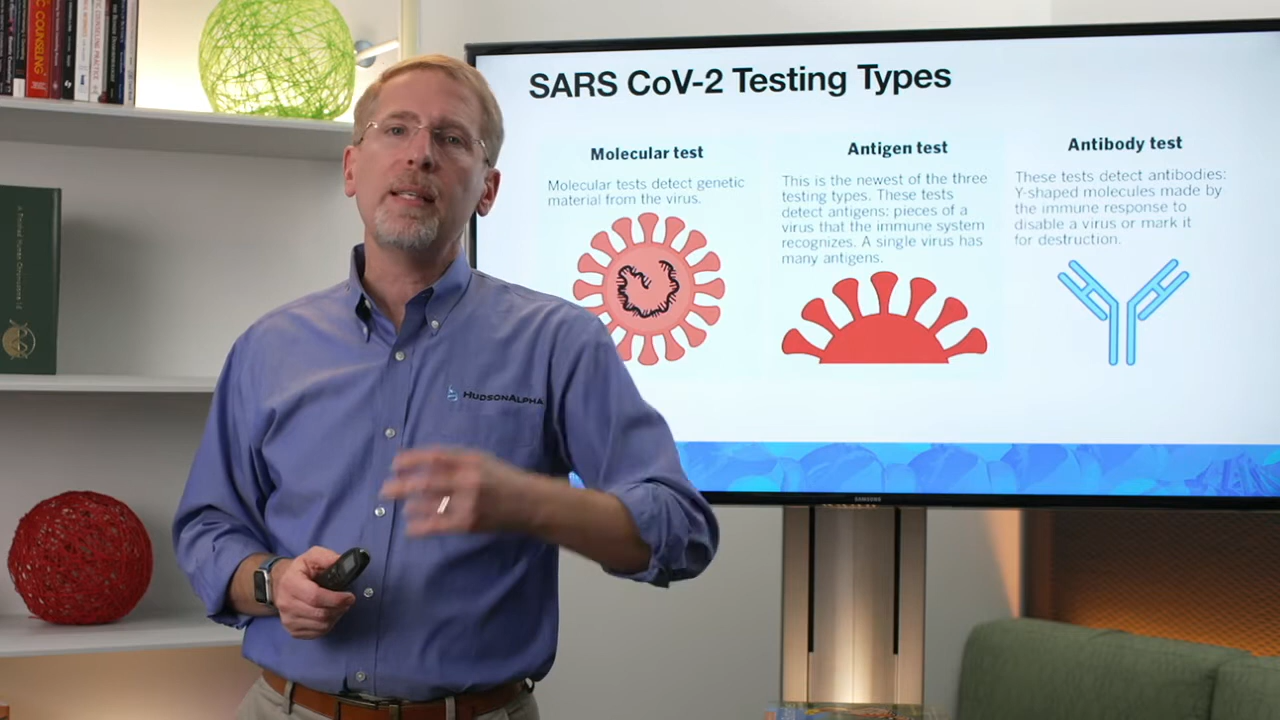 COUNSELING
SARS CoV-2 Testing Types
Molecular test
Molecular tests detect genetic
material from the virus.
Antigen test
This is the newest of the three
testing types. These tests
detect antigens: pieces of a
virus that the immune system
recognizes. A single virus has
many antigens.
Antibody test
These tests detect antibodies:
Y-shaped molecules made by
the immune response to
disable a virus or mark it
for destruction.
HUDSONALPHA
SAMSUNG